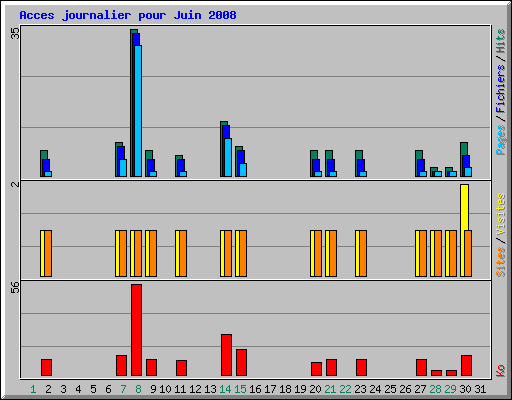 Acces journalier pour Juin 2008
35
Pages/Fichiers/Hits
2
Sites/Visites
56
Ko
1 2 3 4 5 6 7 8 9 10 11 12 13 14 15 16 17 18 19 20 21 22 23 24 25 26 27 28 29 30 31